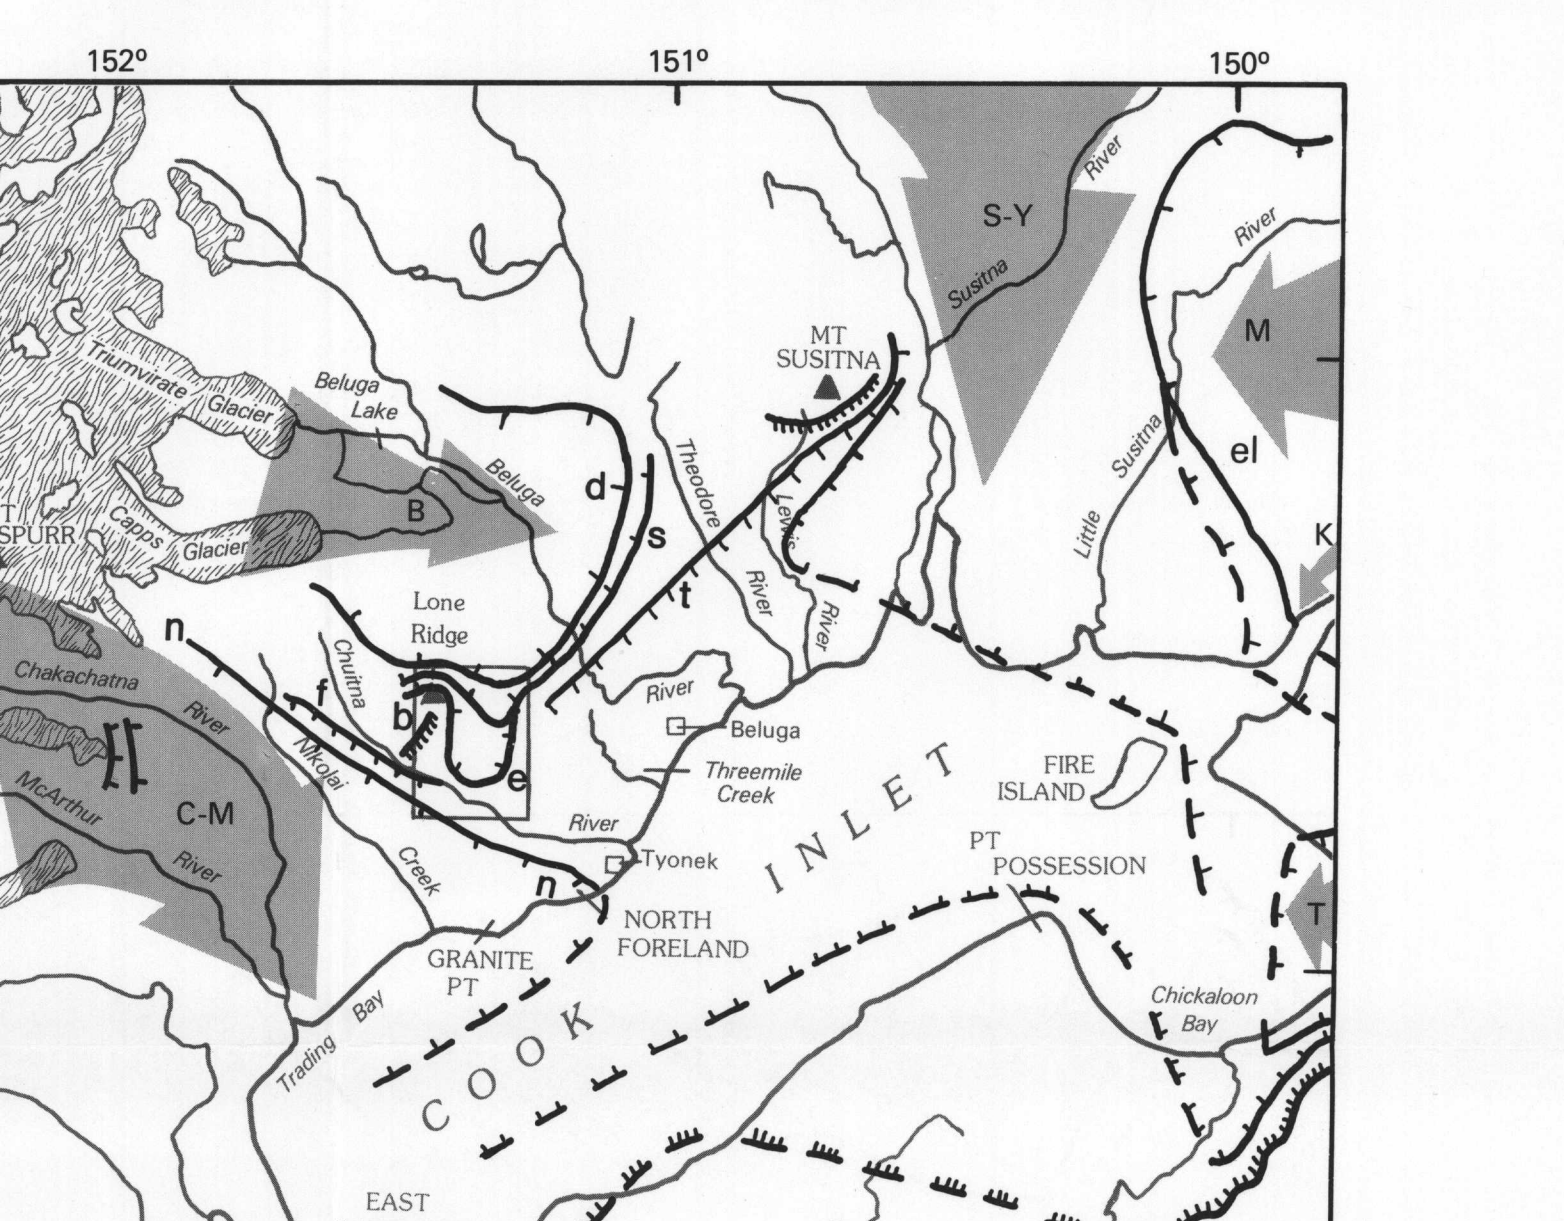 152º
151º
150º
River
S-Y
River
Susitna
MT
SUSITNA
M
Triumvirate
Glacier
Beluga
Lake
Beluga
Theodore
Susitna
el
d
B
Lewis
T
SPURR
Capps
Glacier
s
Little
K
River
t
Lone
Ridge
River
n
Chuitna
Chakachatna
River
f
River
b
Beluga
Nikolai
INLET
FIRE
ISLAND
Threemile
Creek
e
McArthur
C-M
River
PT
POSSESSION
River
Tyonek
Creek
n
NORTH
FORELAND
T
GRANITE
PT
Bay
Chickaloon
Bay
COOK
Trading
EAST